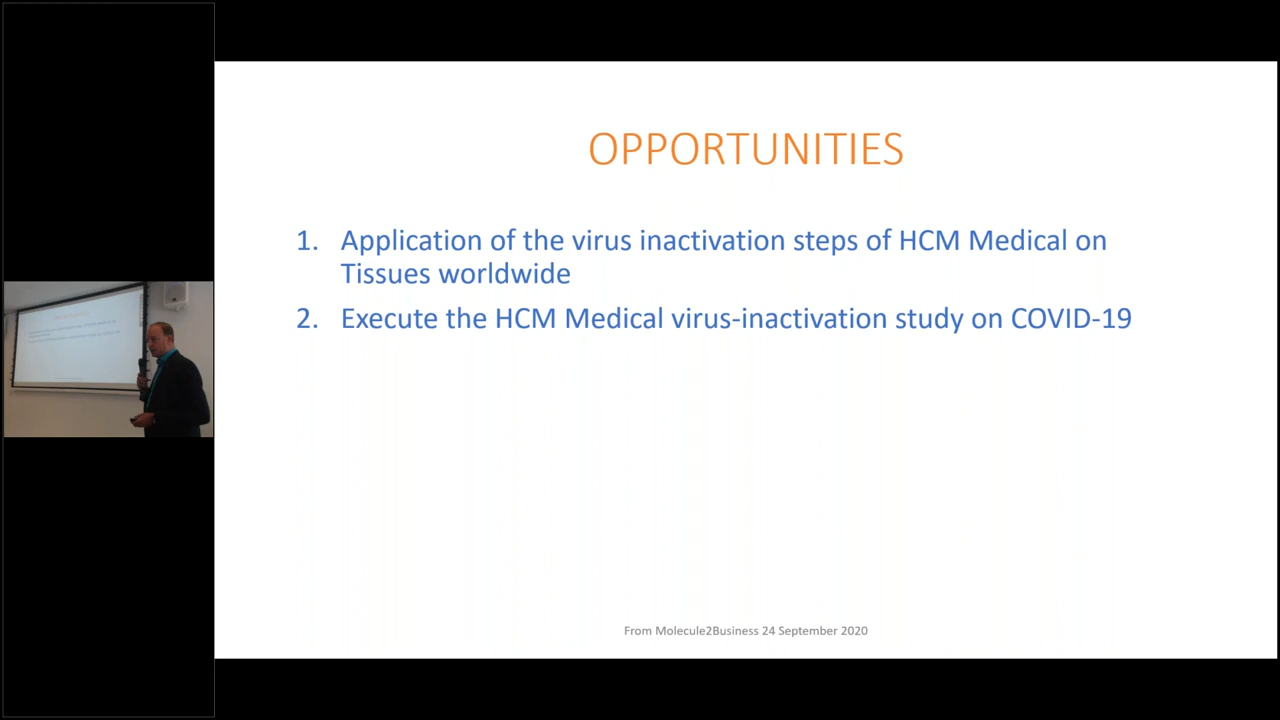 OPPORTUNITIES
1. Application of the virus inactivation steps of HCM Medical on
Tissues worldwide
2. Execute the HCM Medical virus-inactivation study on COVID-19
From Molecule2Business 24 September 2020